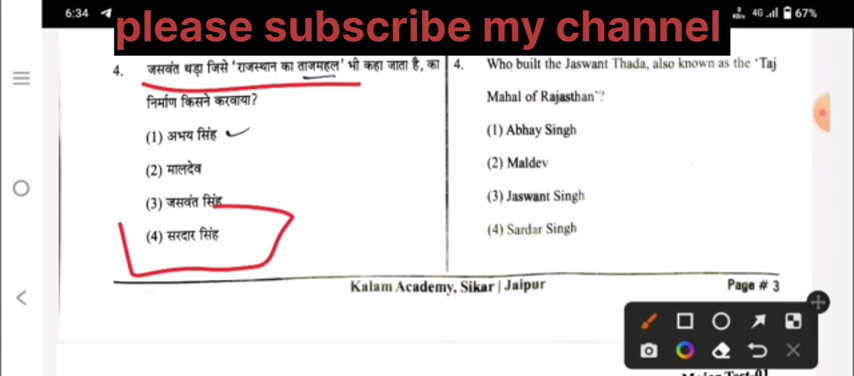 6:34
4G
67%
please subscribe my channel
4. जसवंत थड़ा जिसे 'राजस्थान का ताजमहल' भी कहा जाता है, का
निर्माण किसने करवाया?
(1) अभय सिंह
(2) मालदेव
(3) जसवंत सिंह
(4) सरदार सिंह
4. Who built the Jaswant Thada, also known as the 'Taj
Mahal of Rajasthan'?
(1) Abhay Singh
(2) Maldev
(3) Jaswant Singh
(4) Sardar Singh
Kalam Academy, Sikar | Jaipur
Page # 3